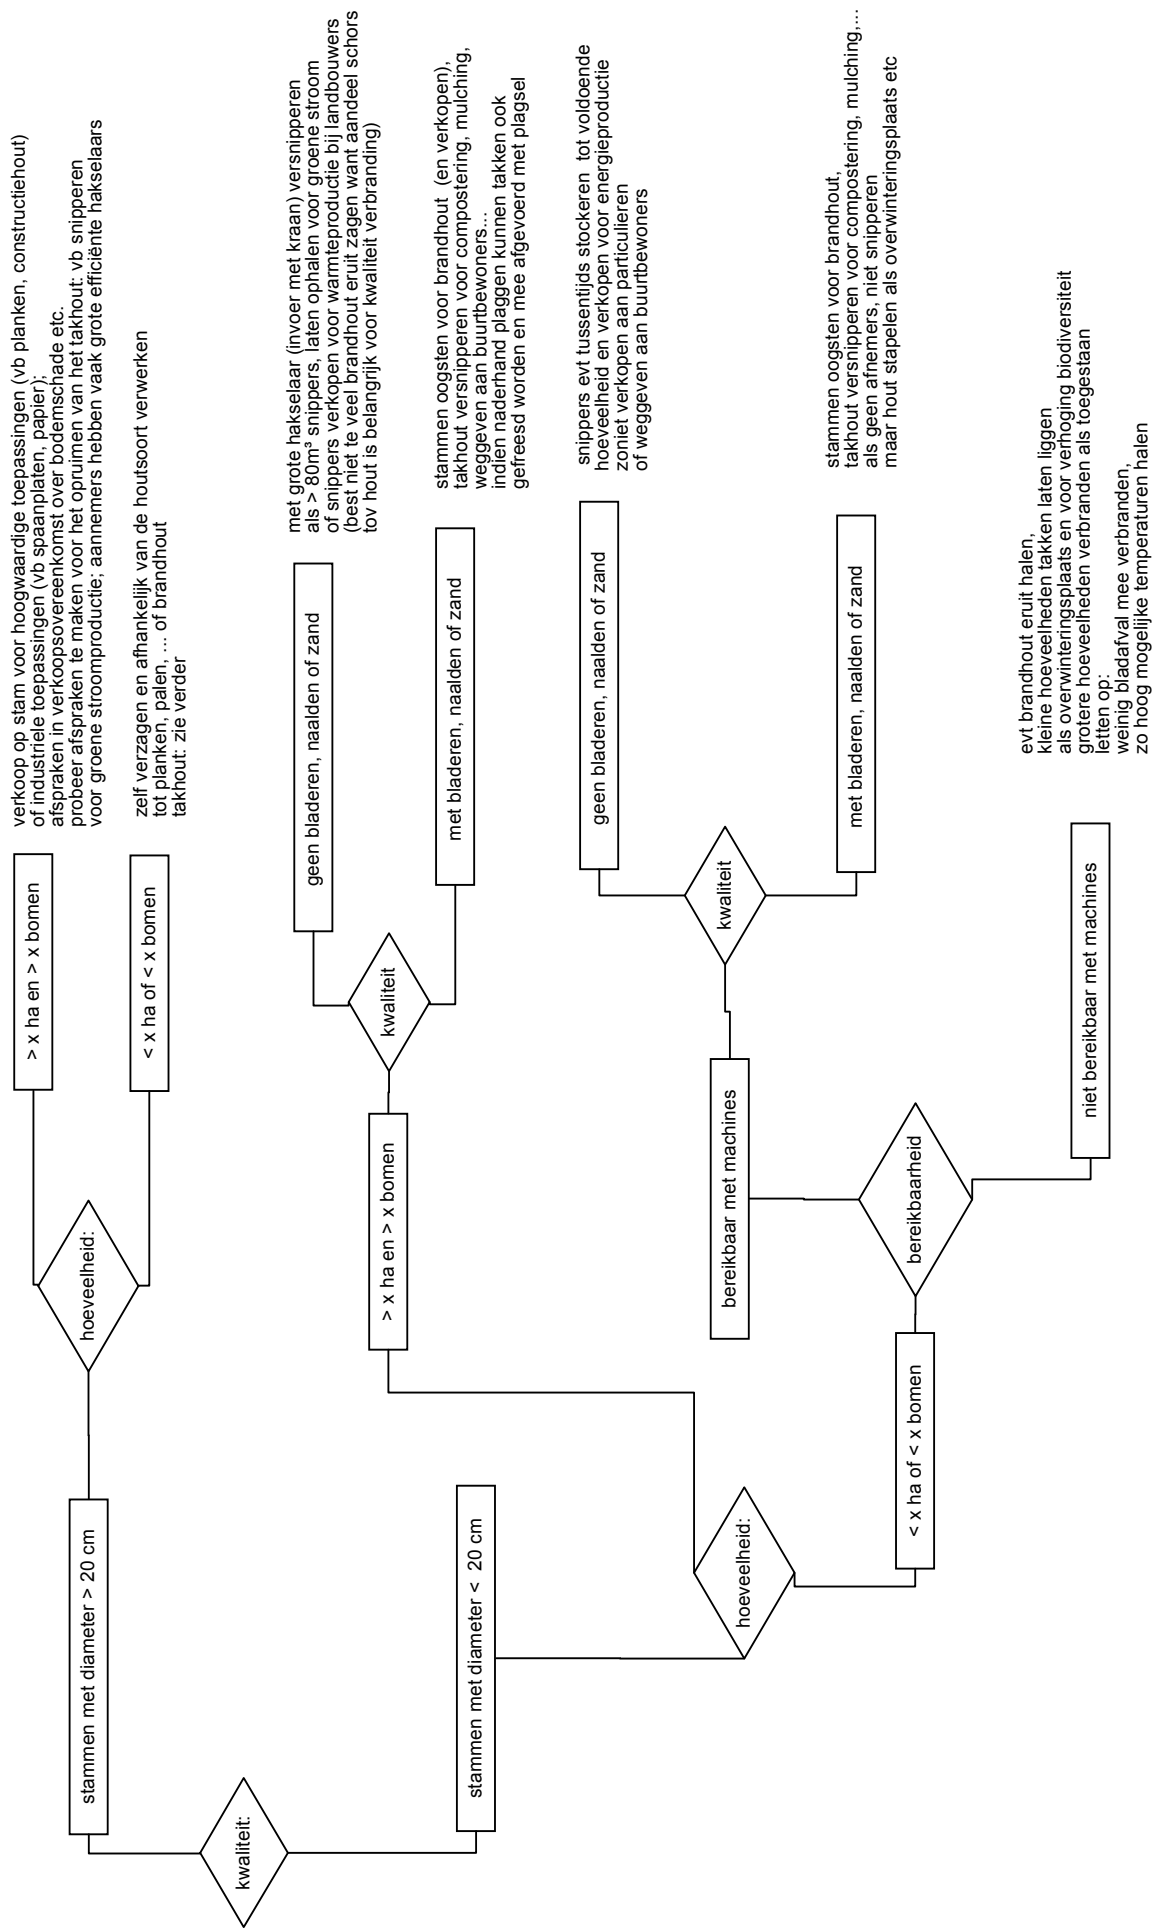 kwaliteit:
stammen met diameter > 20 cm
hoeveelheid:
> x ha en > x bomen
verkoop op stam voor hoogwaardige toepassingen (vb planken, constructiehout)
of industriele toepassingen (vb spaanplaten, papier);
afspraken in verkoopsovereenkomst over bodemschade etc.
probeer afspraken te maken voor het opruimen van het takhout: vb snipperen
voor groene stroomproductie; aannemers hebben vaak grote efficiënte hakselaars
< x ha of < x bomen
zelf verzagen en afhankelijk van de houtsoort verwerken
tot planken, palen, ... of brandhout
takhout: zie verder
stammen met diameter < 20 cm
hoeveelheid:
> x ha en > x bomen
kwaliteit
geen bladeren, naalden of zand
met grote hakselaar (invoer met kraan) versnipperen
als > 80m³ snippers, laten ophalen voor groene stroom
of snippers verkopen voor warmteproductie bij landbouwers
(best niet te veel brandhout eruit zagen want aandeel schors
tov hout is belangrijk voor kwaliteit verbranding)
met bladeren, naalden of zand
stammen oogsten voor brandhout (en verkopen),
takhout versnipperen voor compostering, mulching,
weggeven aan buurtbewoners...
indien naderhand plaggen kunnen takken ook
gefreesd worden en mee afgevoerd met plagsel
< x ha of < x bomen
bereikbaarheid
bereikbaar met machines
kwaliteit
geen bladeren, naalden of zand
snippers evt tussentijds stockeren tot voldoende
hoeveelheid en verkopen voor energieproductie
zoniet verkopen aan particulieren
of weggeven aan buurtbewoners
met bladeren, naalden of zand
stammen oogsten voor brandhout,
takhout versnipperen voor compostering, mulching,...
als geen afnemers, niet snipperen
maar hout stapelen als overwinteringsplaats etc
niet bereikbaar met machines
evt brandhout eruit halen,
kleine hoeveelheden takken laten liggen
als overwinteringsplaats en voor verhoging biodiversiteit
grotere hoeveelheden verbranden als toegestaan
letten op:
weinig bladafval mee verbranden,
zo hoog mogelijke temperaturen halen